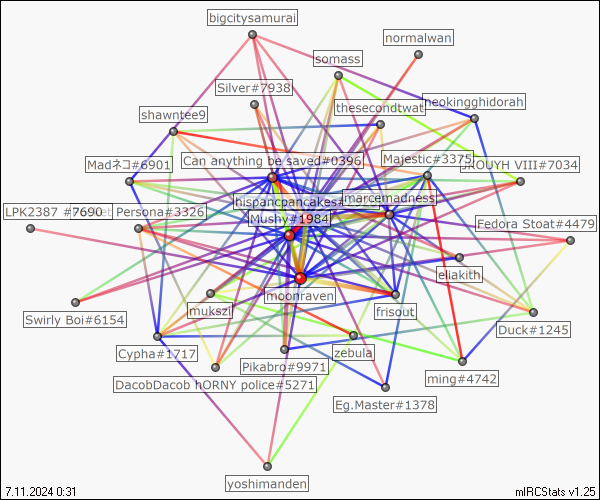 bigcitysamurai
normalwan
somass
Silver#7938
thesecondtwat
neokingghidorah
shawntee9
Can anything be saved#0396
Majestic#3375
VIII#7034
Madネコ#6901
hispancpancakes#
marcemadness
LPK2387 #7690
Persona#3326
Mushy#1984
Fedora Stoat#4479
eliakith
moonraven
mukszi
frisout
Swirly Boi#6154
Duck#1245
Cypha#1717
zebula
Pikabro#9971
ming#4742
DacobDacob hORNY police#5271
Eg.Master#1378
yoshimanden
7.11.2024 0:31
mIRCStats v1.25